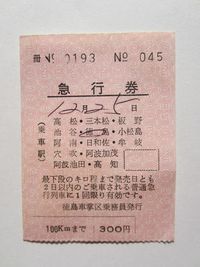 冊 № 0193 № 045
急行券
12月25日
(乗車駅)
高松・三本松・板野
池谷・徳島・小松島
阿南・日和佐・牟岐
穴吹・阿波加茂
阿波池田・高知
最下段のキロ程まで発売日とも
2日以内のご乗車される普通急
行列車に1回限り有効です。
徳島車掌区乗務員発行
100Kmまで 300円